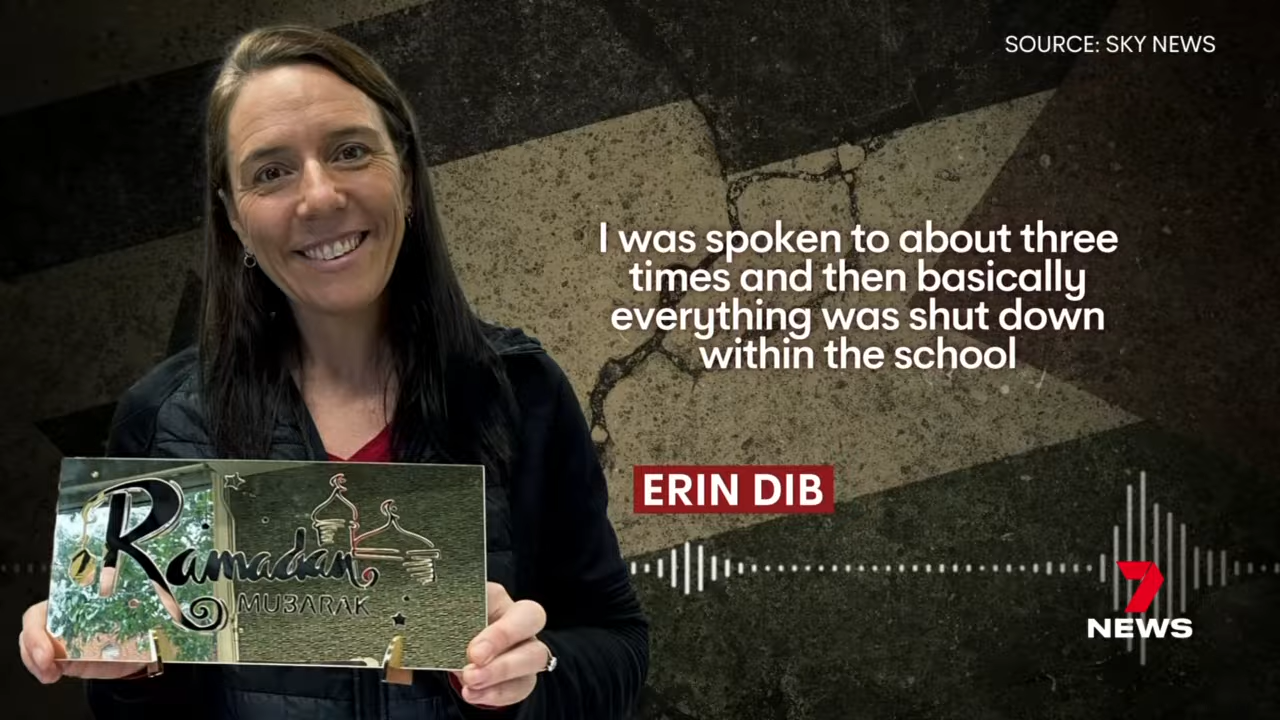 SOURCE: SKY NEWS
I was spoken to about three
times and then basically
everything was shut down
within the school
ERIN DIB
Ramadan
MUBARAK
7
NEWS